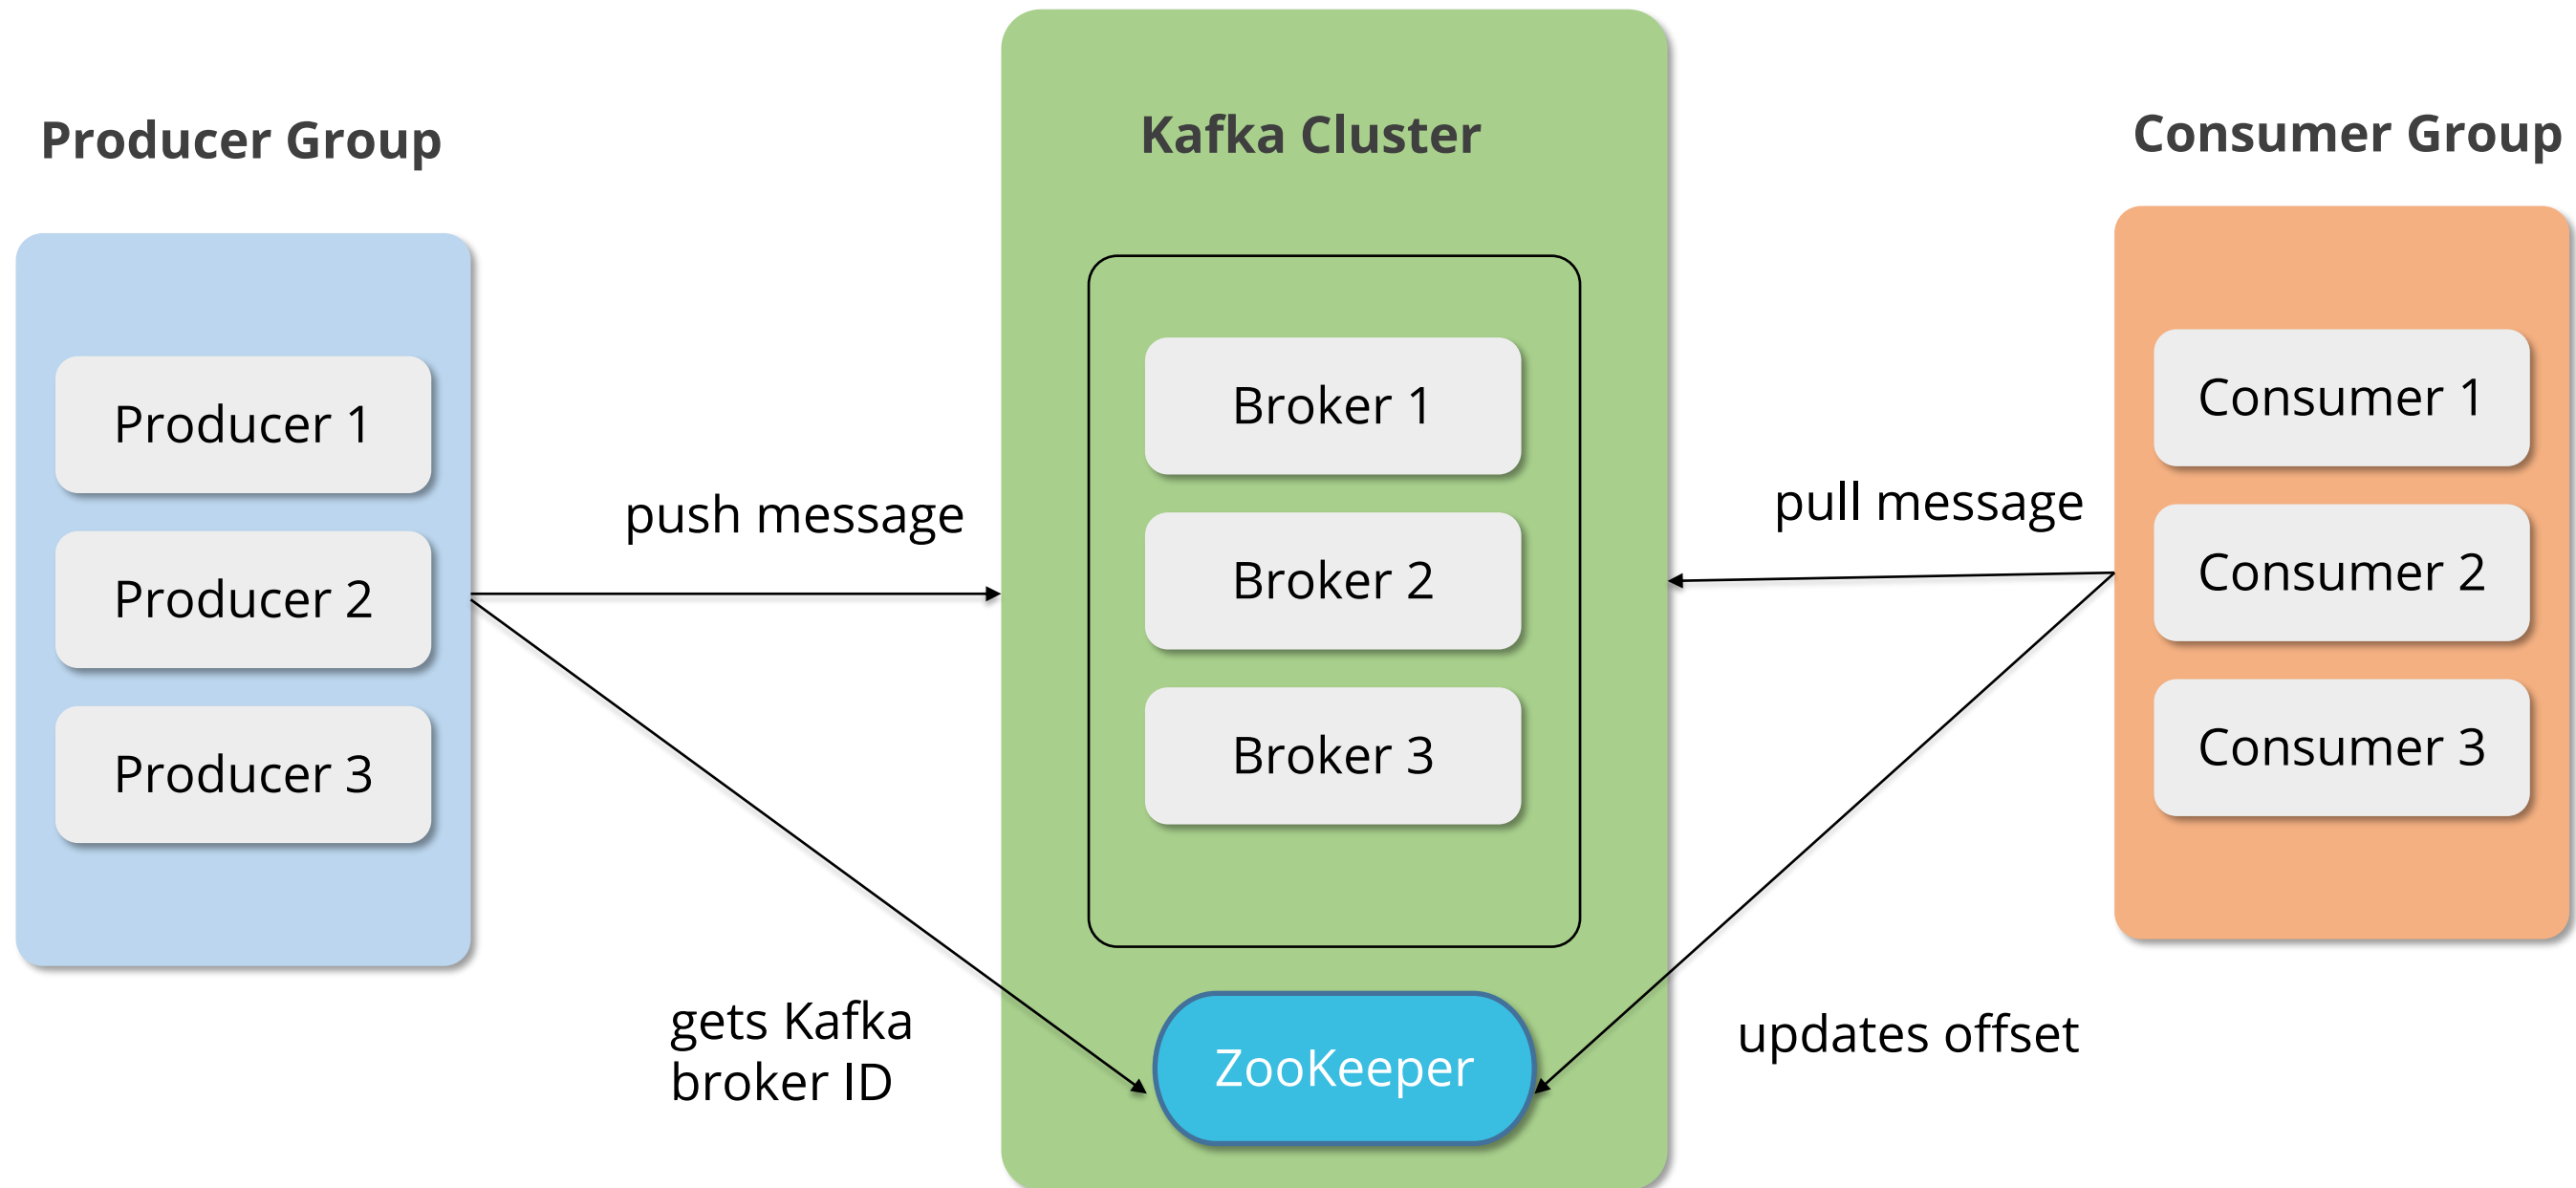 Producer Group
Producer 1
Producer 2
Producer 3
push message
gets Kafka
broker ID
Kafka Cluster
Broker 1
Broker 2
Broker 3
ZooKeeper
pull message
updates offset
Consumer Group
Consumer 1
Consumer 2
Consumer 3